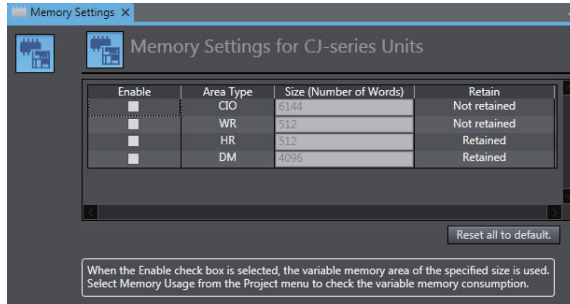 Memory Settings X
Memory Settings for CJ-series Units
Enable Area Type Size (Number of Words) Retain
CIO 6144 Not retained
WR 512 Not retained
HR 512 Retained
DM 4096 Retained
Reset all to default.
When the Enable check box is selected, the variable memory area of the specified size is used.
Select Memory Usage from the Project menu to check the variable memory consumption.